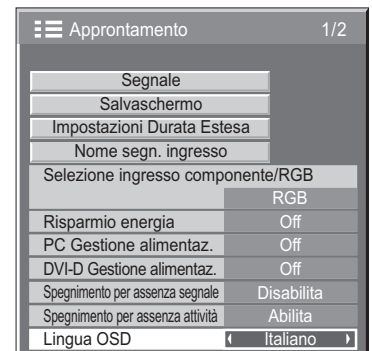 Approntamento 1/2
Segnale
Salvaschermo
Impostazioni Durata Estesa
Nome segn. ingresso
Selezione ingresso componente/RGB
RGB
Risparmio energia Off
PC Gestione alimentaz. Off
DVI-D Gestione alimentaz. Off
Spegnimento per assenza segnale Disabilita
Spegnimento per assenza attività Abilita
Lingua OSD Italiano